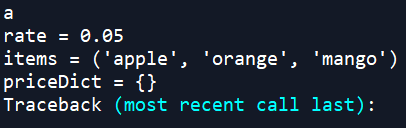 a
rate = 0.05
items = ('apple', 'orange', 'mango')
priceDict = {}
Traceback (most recent call last):